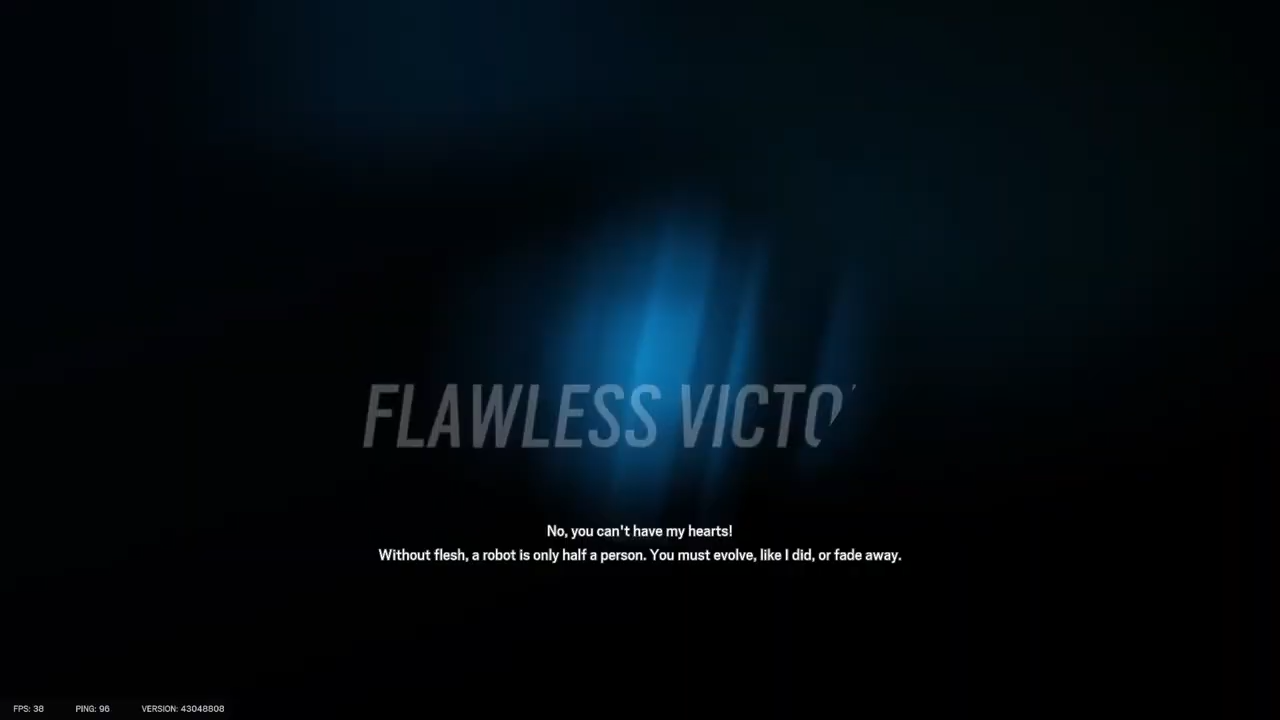 FLAWLESS VICTO
No, you can't have my hearts!
Without flesh, a robot is only half a person. You must evolve, like I did, or fade away.
FPS: 38 PING: 96 VERSION: 43048808